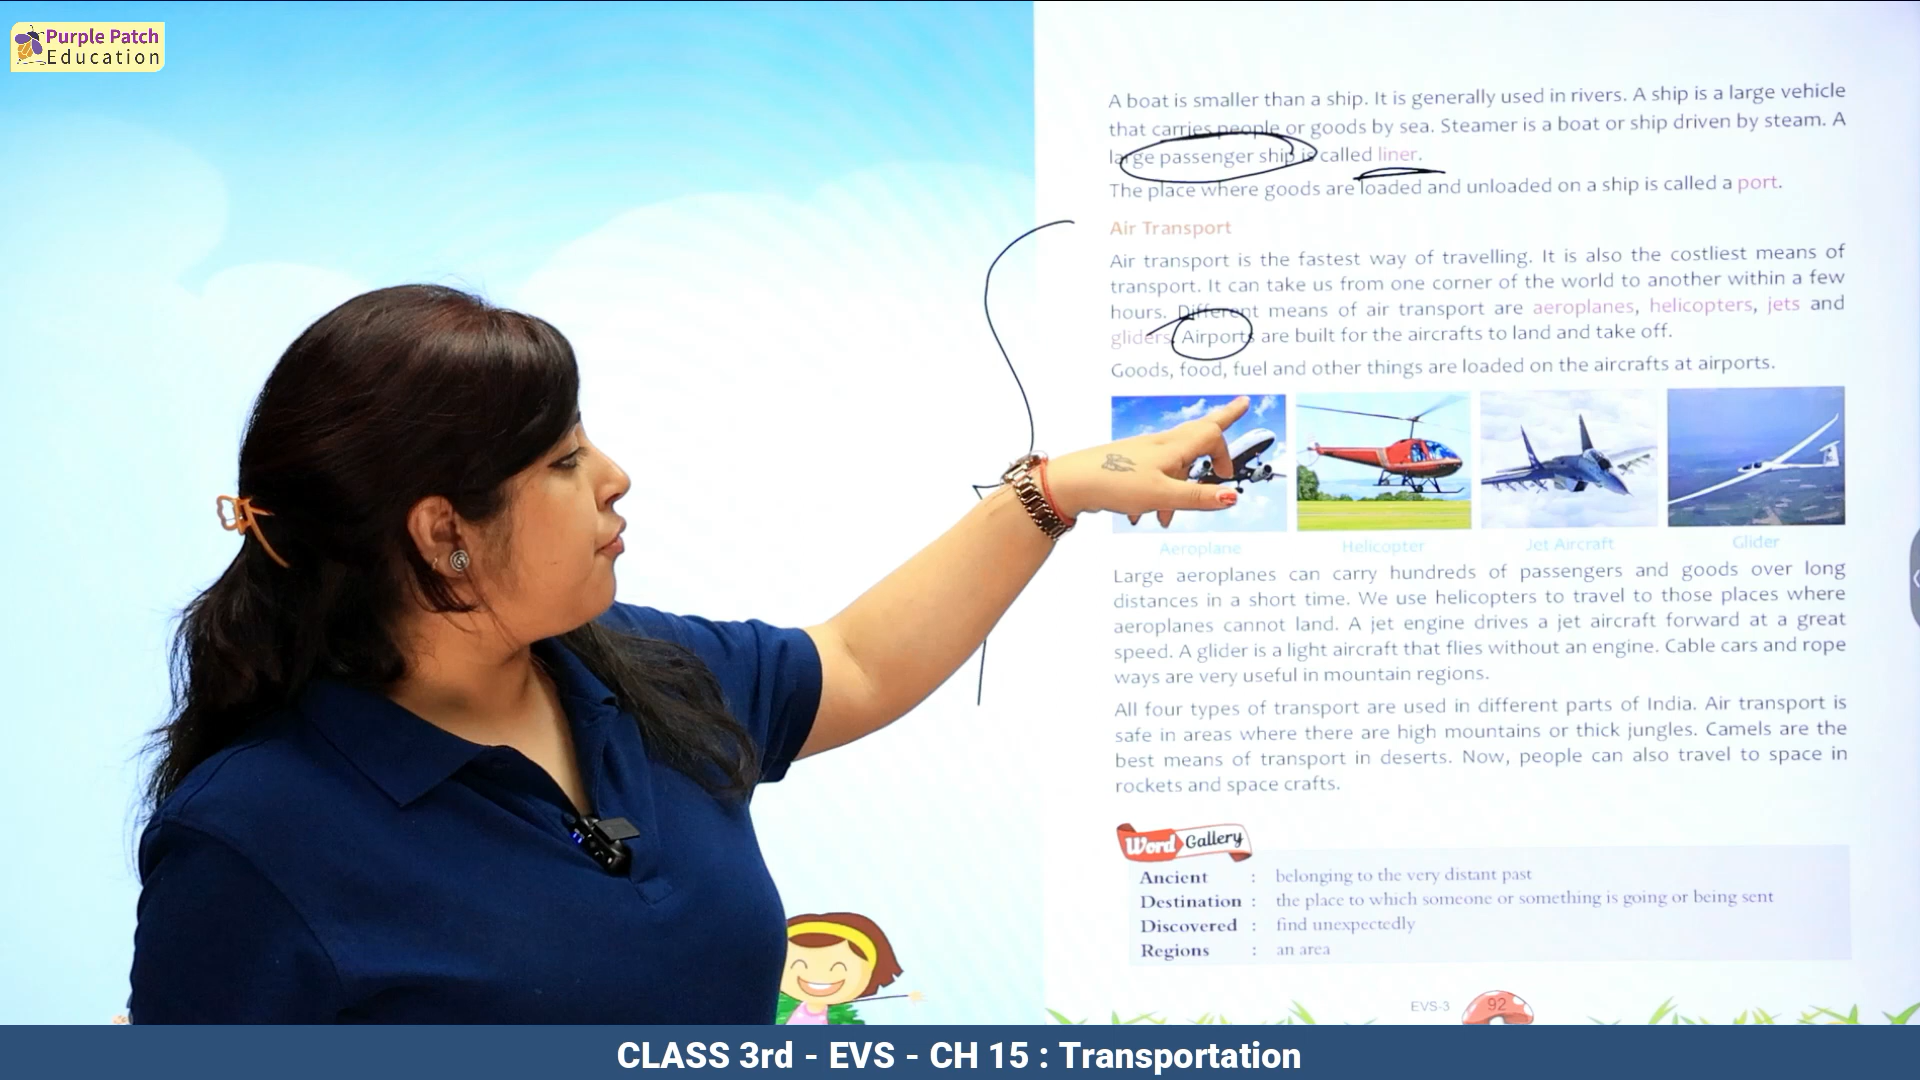 Purple Patch
Education
A boat is smaller than a ship. It is generally used in rivers. A ship is a large vehicle
that carries people or goods by sea. Steamer is a boat or ship driven by steam. A
large passenger ship is called liner.
The place where goods are loaded and unloaded on a ship is called a port.
Air Transport
Air transport is the fastest way of travelling. It is also the costliest means of
transport. It can take us from one corner of the world to another within a few
hours. Different means of air transport are aeroplanes, helicopters, jets and
gliders. Airports are built for the aircrafts to land and take off.
Goods, food, fuel and other things are loaded on the aircrafts at airports.
Aeroplane Helicopter Jet Aircraft Glider
Large aeroplanes can carry hundreds of passengers and goods over long
distances in a short time. We use helicopters to travel to those places where
aeroplanes cannot land. A jet engine drives a jet aircraft forward at a great
speed. A glider is a light aircraft that flies without an engine. Cable cars and rope
ways are very useful in mountain regions.
All four types of transport are used in different parts of India. Air transport is
safe in areas where there are high mountains or thick jungles. Camels are the
best means of transport in deserts. Now, people can also travel to space in
rockets and space crafts.
Word Gallery
Ancient : belonging to the very distant past
Destination : the place to which someone or something is going or being sent
Discovered : find unexpectedly
Regions : an area
EVS-3 92
CLASS 3rd - EVS - CH 15 : Transportation